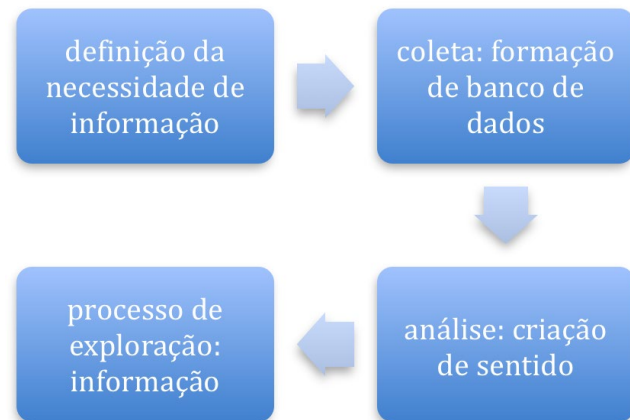 definição da
necessidade de
informação
coleta: formação
de banco de
dados
análise: criação
de sentido
processo de
exploração:
informação